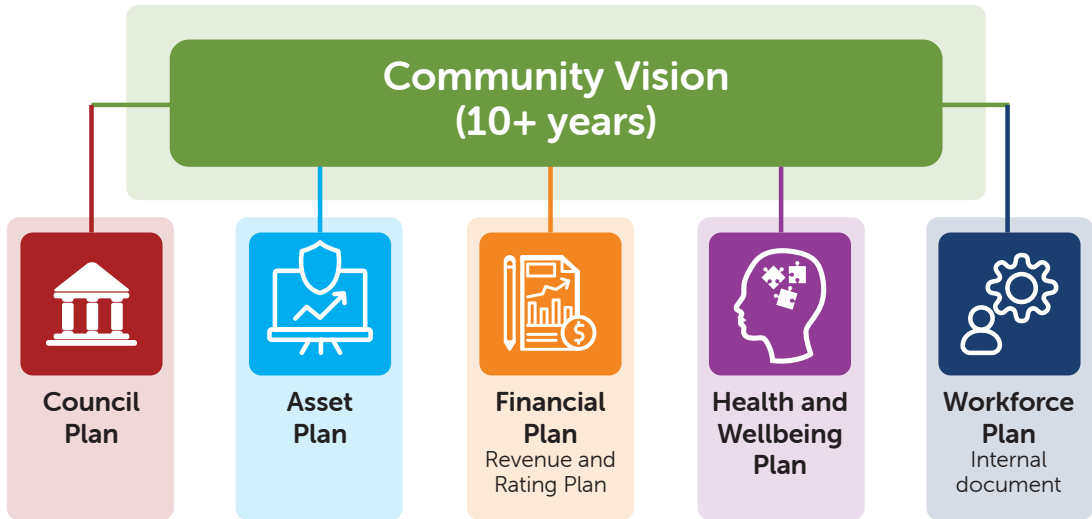 Community Vision
(10+ years)
$
Council
Plan
Asset
Plan
Financial
Plan
Revenue and
Rating Plan
Health and
Wellbeing
Plan
Workforce
Plan
Internal
document